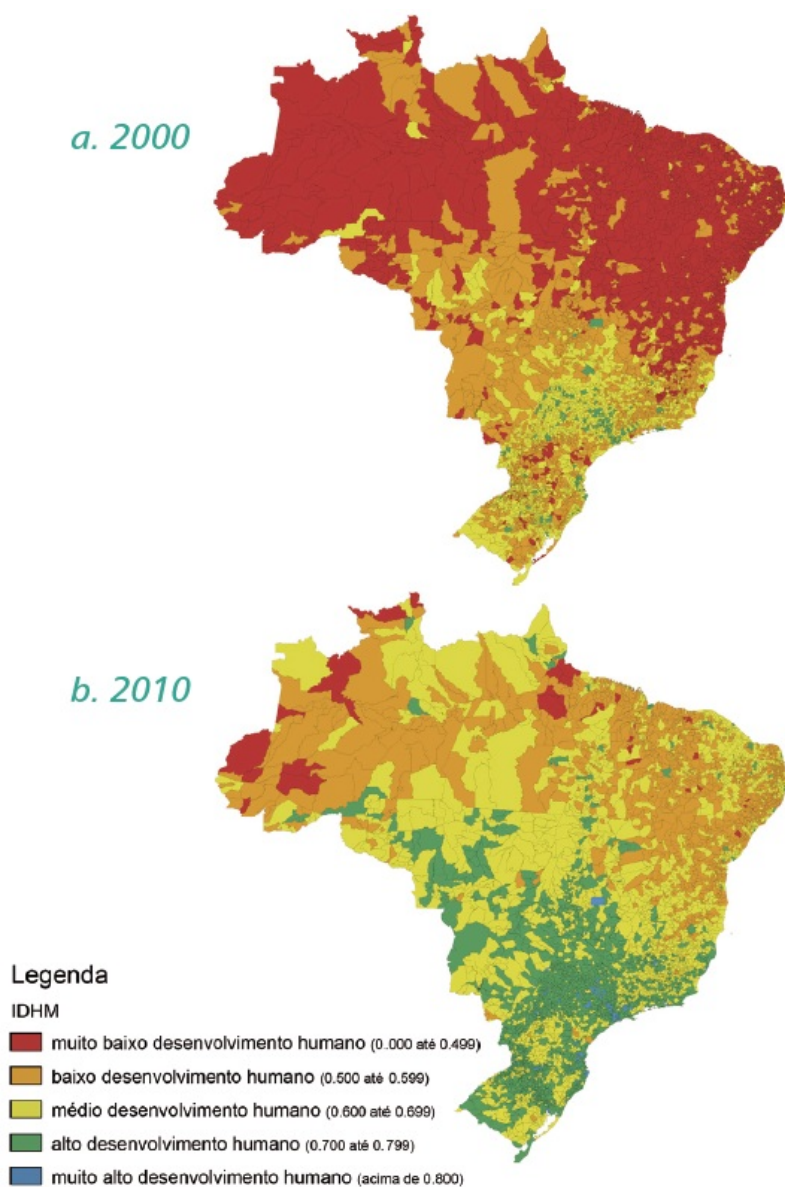 a. 2000
b. 2010
Legenda
IDHM
muito baixo desenvolvimento humano (0.000 até 0.499)
baixo desenvolvimento humano (0.500 até 0.599)
médio desenvolvimento humano (0.600 até 0.699)
alto desenvolvimento humano (0.700 até 0.799)
muito alto desenvolvimento humano (acima de 0.800)